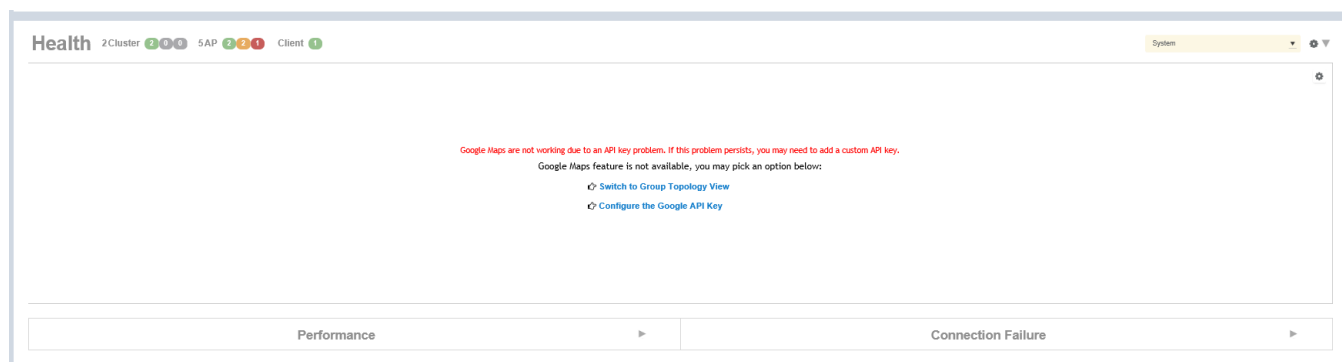 Health 2Cluster 2 0 0 5AP 2 2 1 Client 1 System
Google Maps are not working due to an API key problem. If this problem persists, you may need to add a custom API key.
Google Maps feature is not available, you may pick an option below:
Switch to Group Topology View
Configure the Google API Key
Performance Connection Failure